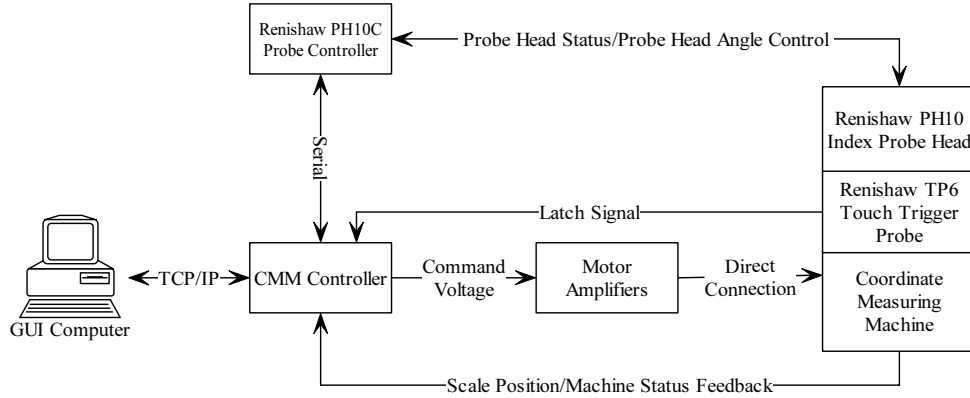 Renishaw PH10C
Probe Controller
Probe Head Status/Probe Head Angle Control
Renishaw PH10
Index Probe Head
Serial
Renishaw TP6
Touch Trigger
Probe
Latch Signal
GUI Computer
TCP/IP
CMM Controller
Command
Voltage
Motor
Amplifiers
Direct
Connection
Coordinate
Measuring
Machine
Scale Position/Machine Status Feedback